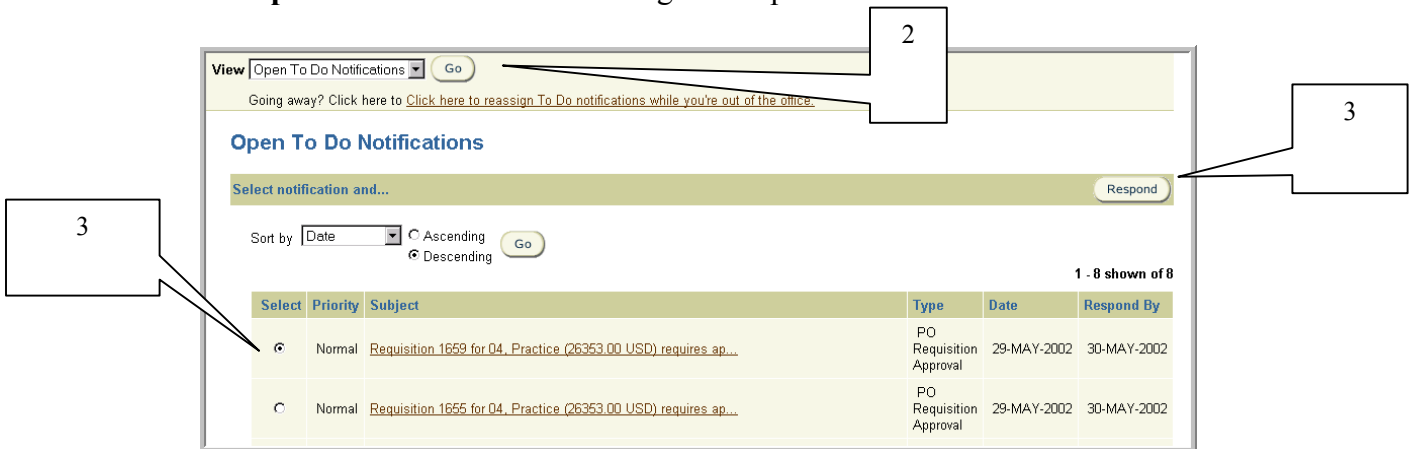 2
View Open To Do Notifications Go
Going away? Click here to Click here to reassign To Do notifications while you're out of the office.
3
Open To Do Notifications
Select notification and... Respond
3
Sort by Date Ascending Go
Descending
1 - 8 shown of 8
Select Priority Subject Type Date Respond By
Normal Requisition 1659 for 04, Practice (26353.00 USD) requires ap... PO Requisition Approval 29-MAY-2002 30-MAY-2002
Normal Requisition 1655 for 04, Practice (26353.00 USD) requires ap... PO Requisition Approval 29-MAY-2002 30-MAY-2002